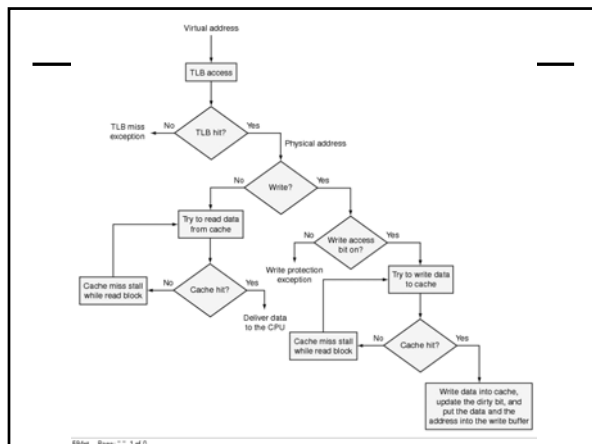 Virtual address
TLB access
TLB miss
exception
No
TLB hit?
Yes
Physical address
No
Write?
Yes
Try to read data
from cache
No
Write access
bit on?
Yes
Write protection
exception
Try to write data
to cache
Cache miss stall
while read block
No
Cache hit?
Yes
Deliver data
to the CPU
Cache miss stall
while read block
No
Cache hit?
Yes
Write data into cache,
update the dirty bit, and
put the data and the
address into the write buffer